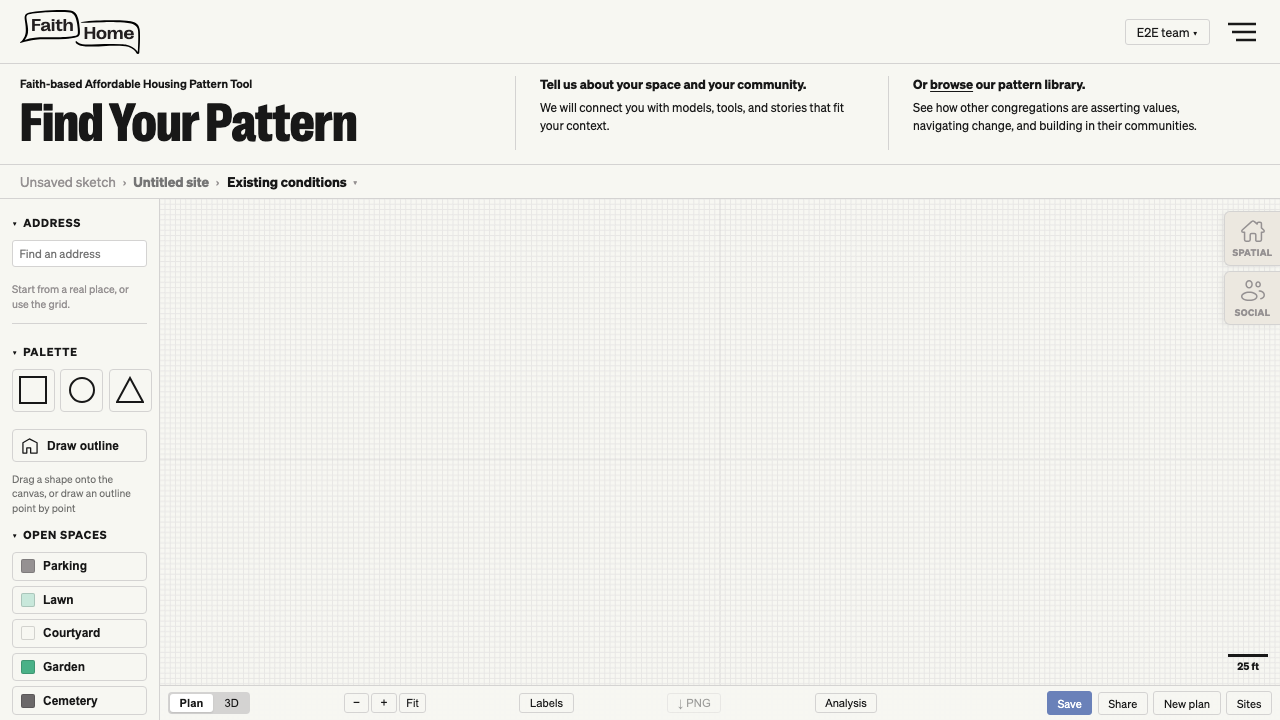 Faith
Home
E2E team ▾
Faith-based Affordable Housing Pattern Tool
Find Your Pattern
Tell us about your space and your community.
We will connect you with models, tools, and stories that fit
your context.
Or browse our pattern library.
See how other congregations are asserting values,
navigating change, and building in their communities.
Unsaved sketch › Untitled site › Existing conditions ▾
▾ ADDRESS
Find an address
Start from a real place, or
use the grid.
▾ PALETTE
Draw outline
Drag a shape onto the
canvas, or draw an outline
point by point
▾ OPEN SPACES
Parking
Lawn
Courtyard
Garden
Cemetery
SPATIAL
SOCIAL
25 ft
Plan 3D − + Fit Labels ↓ PNG Analysis Save Share New plan Sites